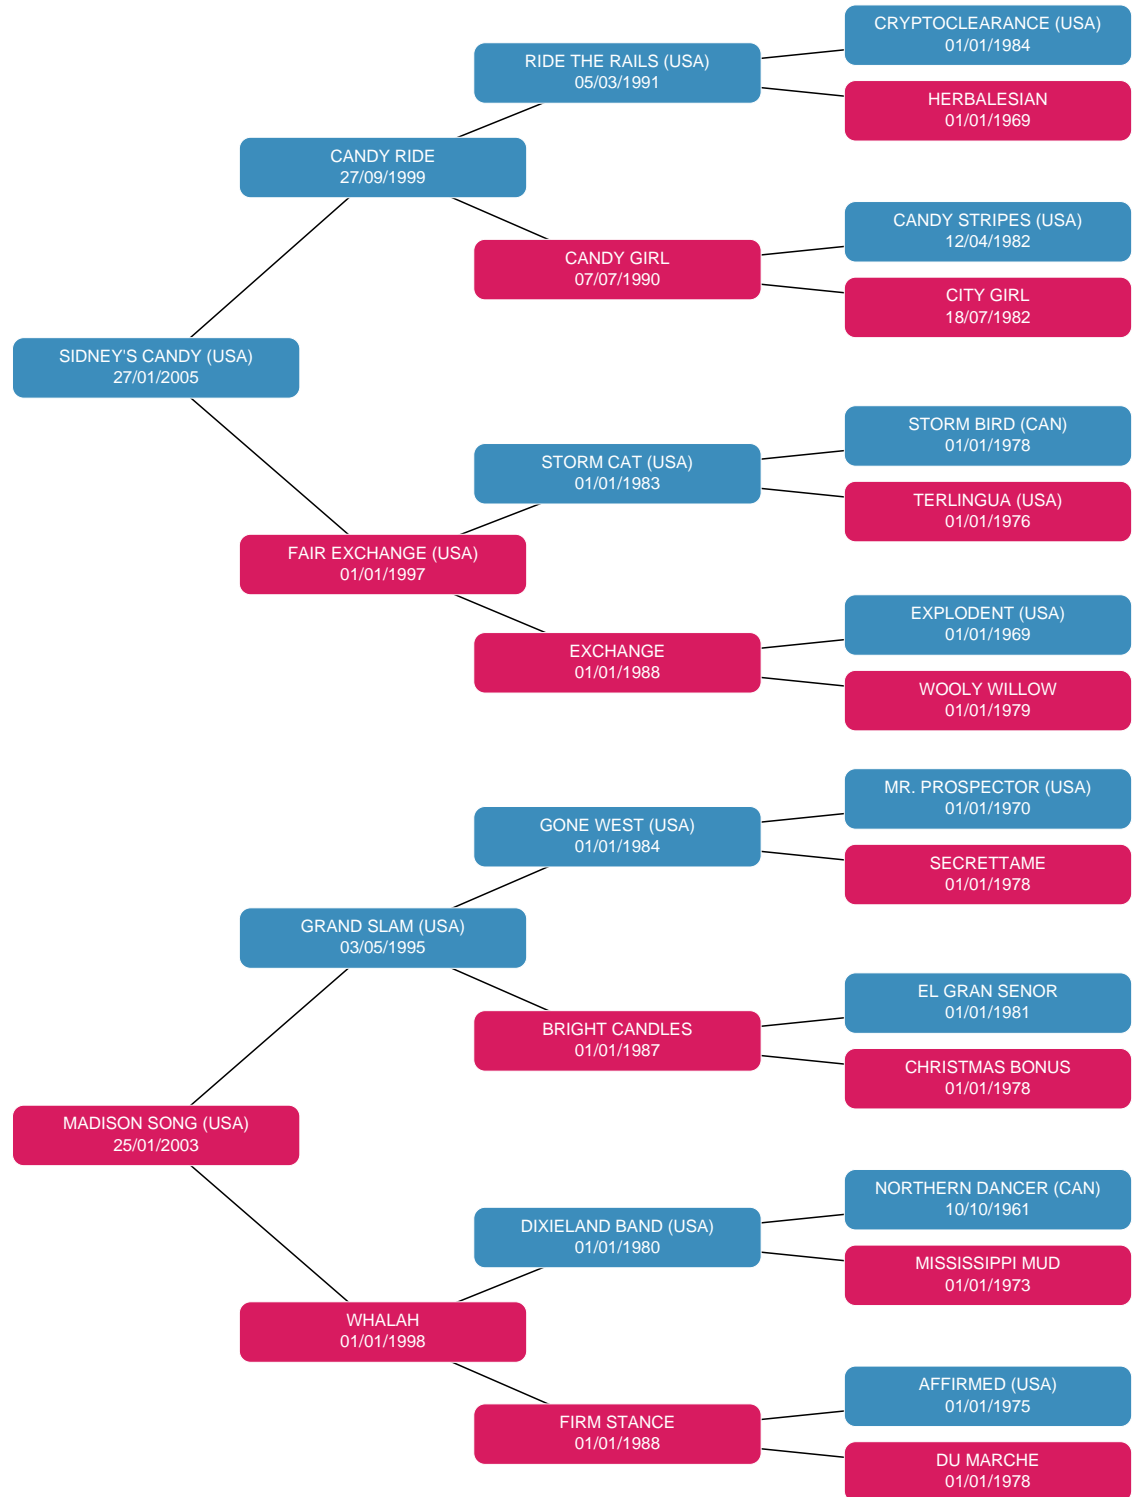 CRYPTOCLEARANCE (USA)
01/01/1984
RIDE THE RAILS (USA)
05/03/1991
HERBALESIAN
01/01/1969
CANDY RIDE
27/09/1999
CANDY STRIPES (USA)
12/04/1982
CANDY GIRL
07/07/1990
CITY GIRL
18/07/1982
SIDNEY'S CANDY (USA)
27/01/2005
STORM BIRD (CAN)
01/01/1978
STORM CAT (USA)
01/01/1983
TERLINGUA (USA)
01/01/1976
FAIR EXCHANGE (USA)
01/01/1997
EXPLODENT (USA)
01/01/1969
EXCHANGE
01/01/1988
WOOLY WILLOW
01/01/1979
MR. PROSPECTOR (USA)
01/01/1970
GONE WEST (USA)
01/01/1984
SECRETTAME
01/01/1978
GRAND SLAM (USA)
03/05/1995
EL GRAN SENOR
01/01/1981
BRIGHT CANDLES
01/01/1987
CHRISTMAS BONUS
01/01/1978
MADISON SONG (USA)
25/01/2003
NORTHERN DANCER (CAN)
10/10/1961
DIXIELAND BAND (USA)
01/01/1980
MISSISSIPPI MUD
01/01/1973
WHALAH
01/01/1998
AFFIRMED (USA)
01/01/1975
FIRM STANCE
01/01/1988
DU MARCHE
01/01/1978